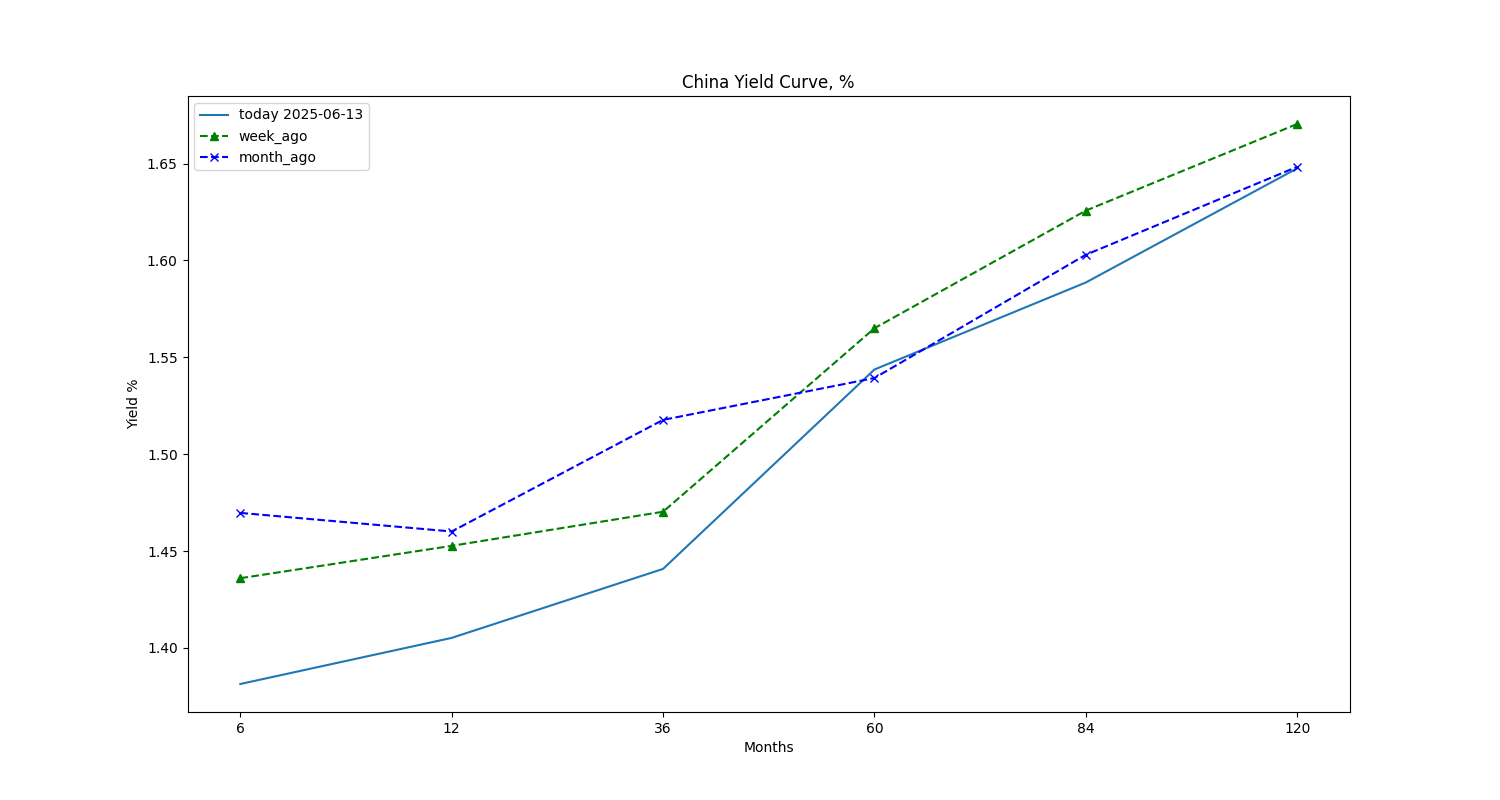 China Yield Curve, %
today 2025-06-13
week_ago
month_ago
1.65
1.60
1.55
1.50
1.45
1.40
Yield %
6 12 36 60 84 120
Months